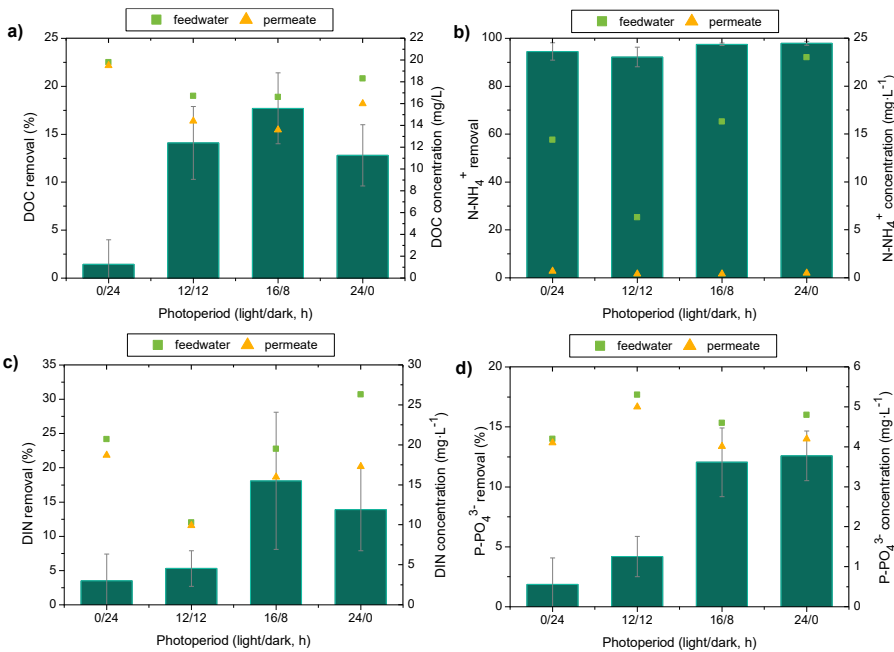 a)
feedwater permeate
DOC removal (%)
25
20
15
10
5
0
DOC concentration (mg/L)
22
20
18
16
14
12
10
8
6
4
2
0
0/24 12/12 16/8 24/0
Photoperiod (light/dark, h)
b)
feedwater permeate
N-NH₄⁺ removal
100
80
60
40
20
0
N-NH₄⁺ concentration (mg·L⁻¹)
25
20
15
10
5
0
0/24 12/12 16/8 24/0
Photoperiod (light/dark, h)
c)
feedwater permeate
DIN removal (%)
35
30
25
20
15
10
5
0
DIN concentration (mg·L⁻¹)
30
25
20
15
10
5
0
0/24 12/12 16/8 24/0
Photoperiod (light/dark, h)
d)
feedwater permeate
P-PO₄³⁻ removal (%)
20
15
10
5
0
P-PO₄³⁻ concentration (mg·L⁻¹)
6
5
4
3
2
1
0
0/24 12/12 16/8 24/0
Photoperiod (light/dark, h)